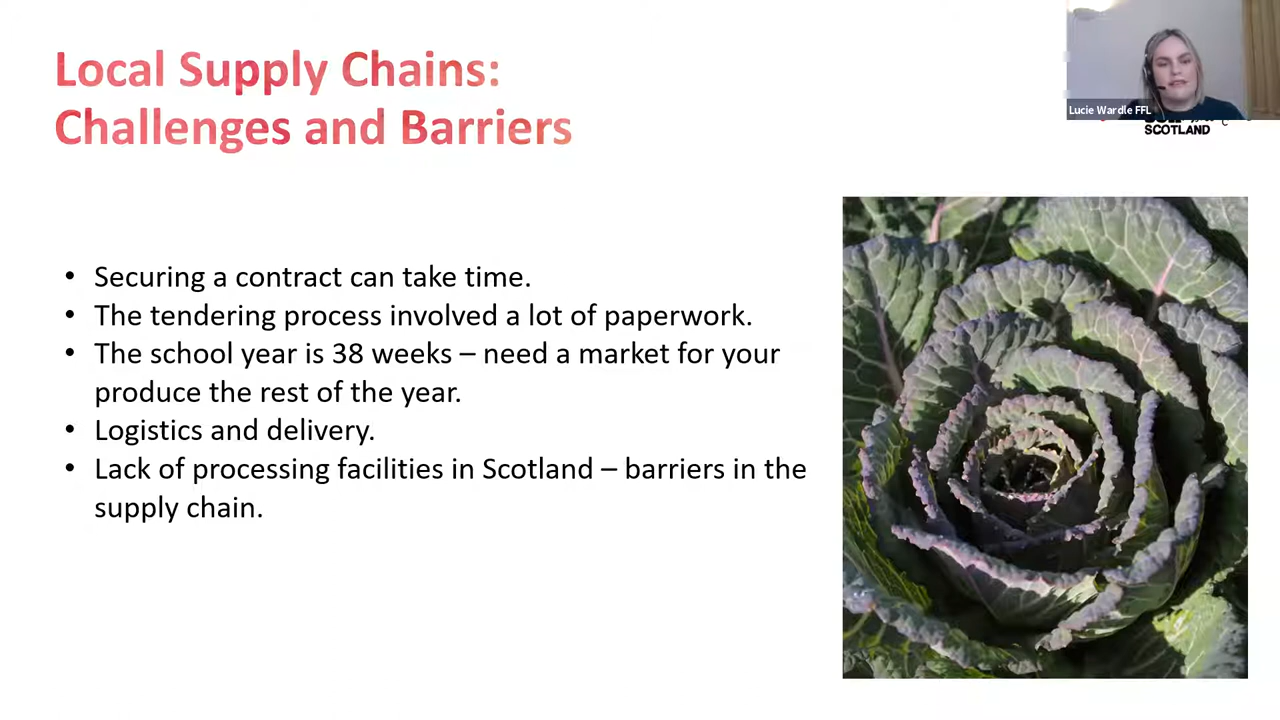 Local Supply Chains:
Challenges and Barriers
Lucie Wardle FFL
SCOTLAND
• Securing a contract can take time.
• The tendering process involved a lot of paperwork.
• The school year is 38 weeks – need a market for your
produce the rest of the year.
• Logistics and delivery.
• Lack of processing facilities in Scotland – barriers in the
supply chain.